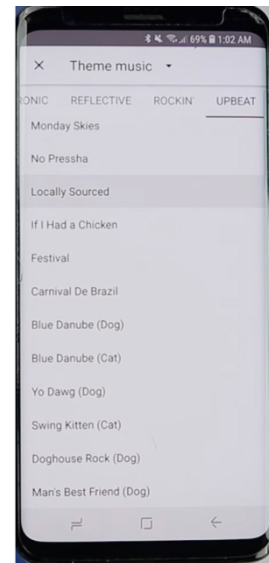 69% 1:02 AM
× Theme music
RONIC REFLECTIVE ROCKIN' UPBEAT
Monday Skies
No Pressha
Locally Sourced
If I Had a Chicken
Festival
Carnival De Brazil
Blue Danube (Dog)
Blue Danube (Cat)
Yo Dawg (Dog)
Swing Kitten (Cat)
Doghouse Rock (Dog)
Man's Best Friend (Dog)